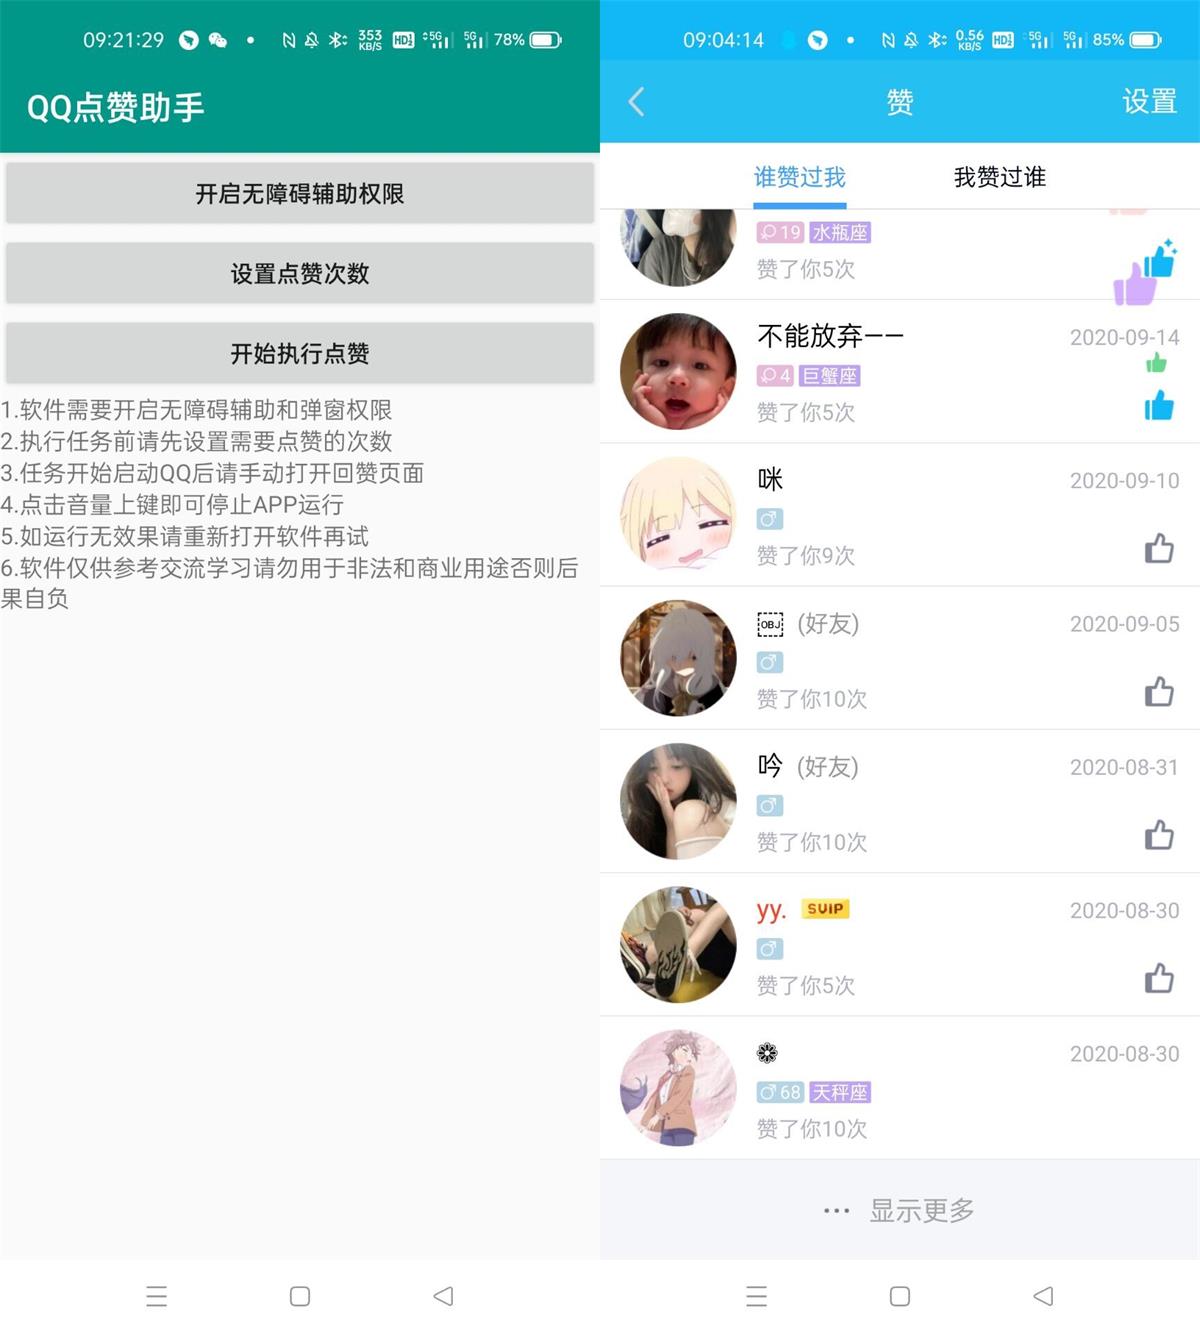 09:21:29
353 KB/S
HD
5G
5G
78%
QQ点赞助手
开启无障碍辅助权限
设置点赞次数
开始执行点赞
1.软件需要开启无障碍辅助和弹窗权限
2.执行任务前请先设置需要点赞的次数
3.任务开始启动QQ后请手动打开回赞页面
4.点击音量上键即可停止APP运行
5.如运行无效果请重新打开软件再试
6.软件仅供参考交流学习请勿用于非法和商业用途否则后
果自负
09:04:14
0.56 KB/S
HD
5G
5G
85%
赞
设置
谁赞过我
我赞过谁
19 水瓶座
赞了你5次
不能放弃——
2020-09-14
4 巨蟹座
赞了你5次
咪
2020-09-10
赞了你9次
OBJ (好友)
2020-09-05
赞了你10次
吟 (好友)
2020-08-31
赞了你10次
yy. SVIP
2020-08-30
赞了你5次
2020-08-30
68 天秤座
赞了你10次
··· 显示更多